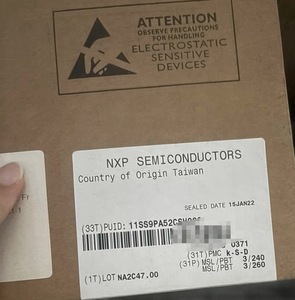 ATTENTION
OBSERVE PRECAUTIONS
FOR HANDLING
ELECTROSTATIC
SENSITIVE
DEVICES
NXP SEMICONDUCTORS
Country of Origin Taiwan
SEALED DATE 15JAN22
(33T)PUID:
0371
(31T)PMC k-S-D
(31P) MSL/PBT 3/240
MSL/PBT 3/260
(1T)LOT NA2C47.00